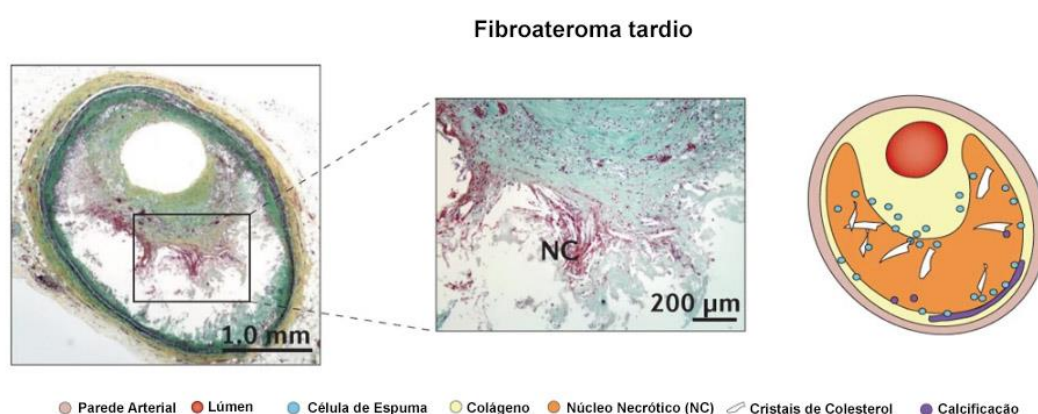 Fibroateroma tardio
1.0 mm
NC
200 µm
Parede Arterial Lúmen Célula de Espuma Colágeno Núcleo Necrótico (NC) Cristais de Colesterol Calcificação